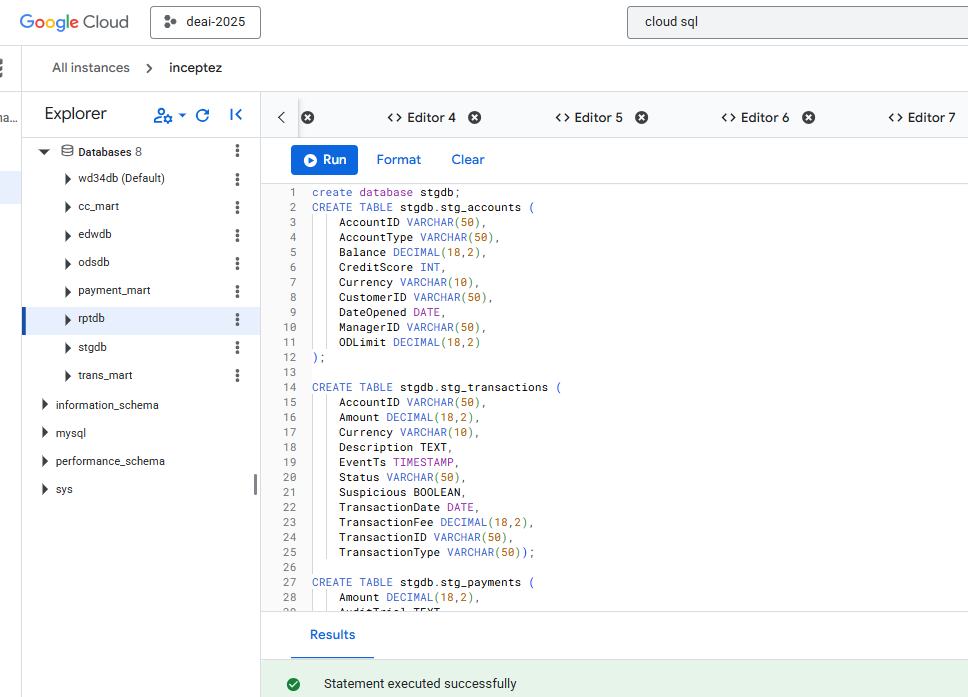 Google Cloud
deai-2025
cloud sql
All instances > inceptez
na...
Explorer
Editor 4
Editor 5
Editor 6
Editor 7
Databases 8
wd34db (Default)
cc_mart
edwdb
odsdb
payment_mart
rptdb
stgdb
trans_mart
information_schema
mysql
performance_schema
sys
Run
Format
Clear
1 create database stgdb;
2 CREATE TABLE stgdb.stg_accounts (
3 AccountID VARCHAR(50),
4 AccountType VARCHAR(50),
5 Balance DECIMAL(18,2),
6 CreditScore INT,
7 Currency VARCHAR(10),
8 CustomerID VARCHAR(50),
9 DateOpened DATE,
10 ManagerID VARCHAR(50),
11 ODLimit DECIMAL(18,2)
12 );
13
14 CREATE TABLE stgdb.stg_transactions (
15 AccountID VARCHAR(50),
16 Amount DECIMAL(18,2),
17 Currency VARCHAR(10),
18 Description TEXT,
19 EventTs TIMESTAMP,
20 Status VARCHAR(50),
21 Suspicious BOOLEAN,
22 TransactionDate DATE,
23 TransactionFee DECIMAL(18,2),
24 TransactionID VARCHAR(50),
25 TransactionType VARCHAR(50));
26
27 CREATE TABLE stgdb.stg_payments (
28 Amount DECIMAL(18,2),
Results
Statement executed successfully